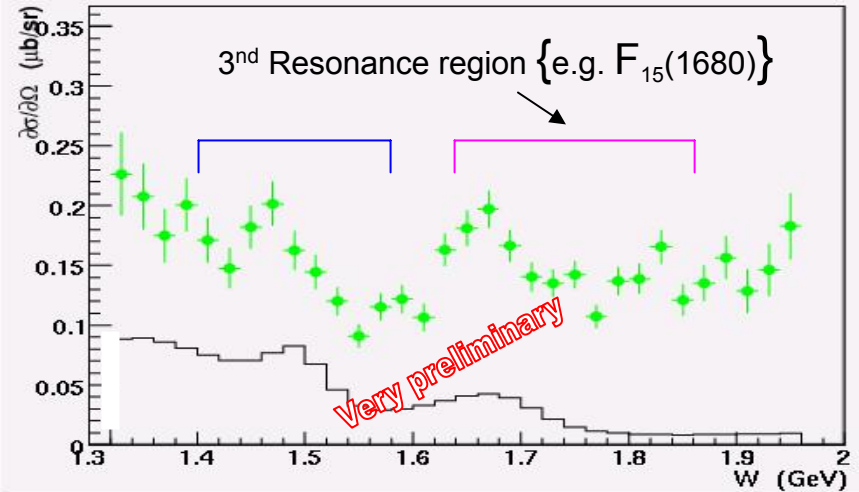 ∂σ/∂Ω (μb/sr)
0.35
3nd Resonance region {e.g. F15(1680)}
0.3
0.25
0.2
0.15
0.1
Very preliminary
0.05
0
1.3 1.4 1.5 1.6 1.7 1.8 1.9 2
W (GeV)